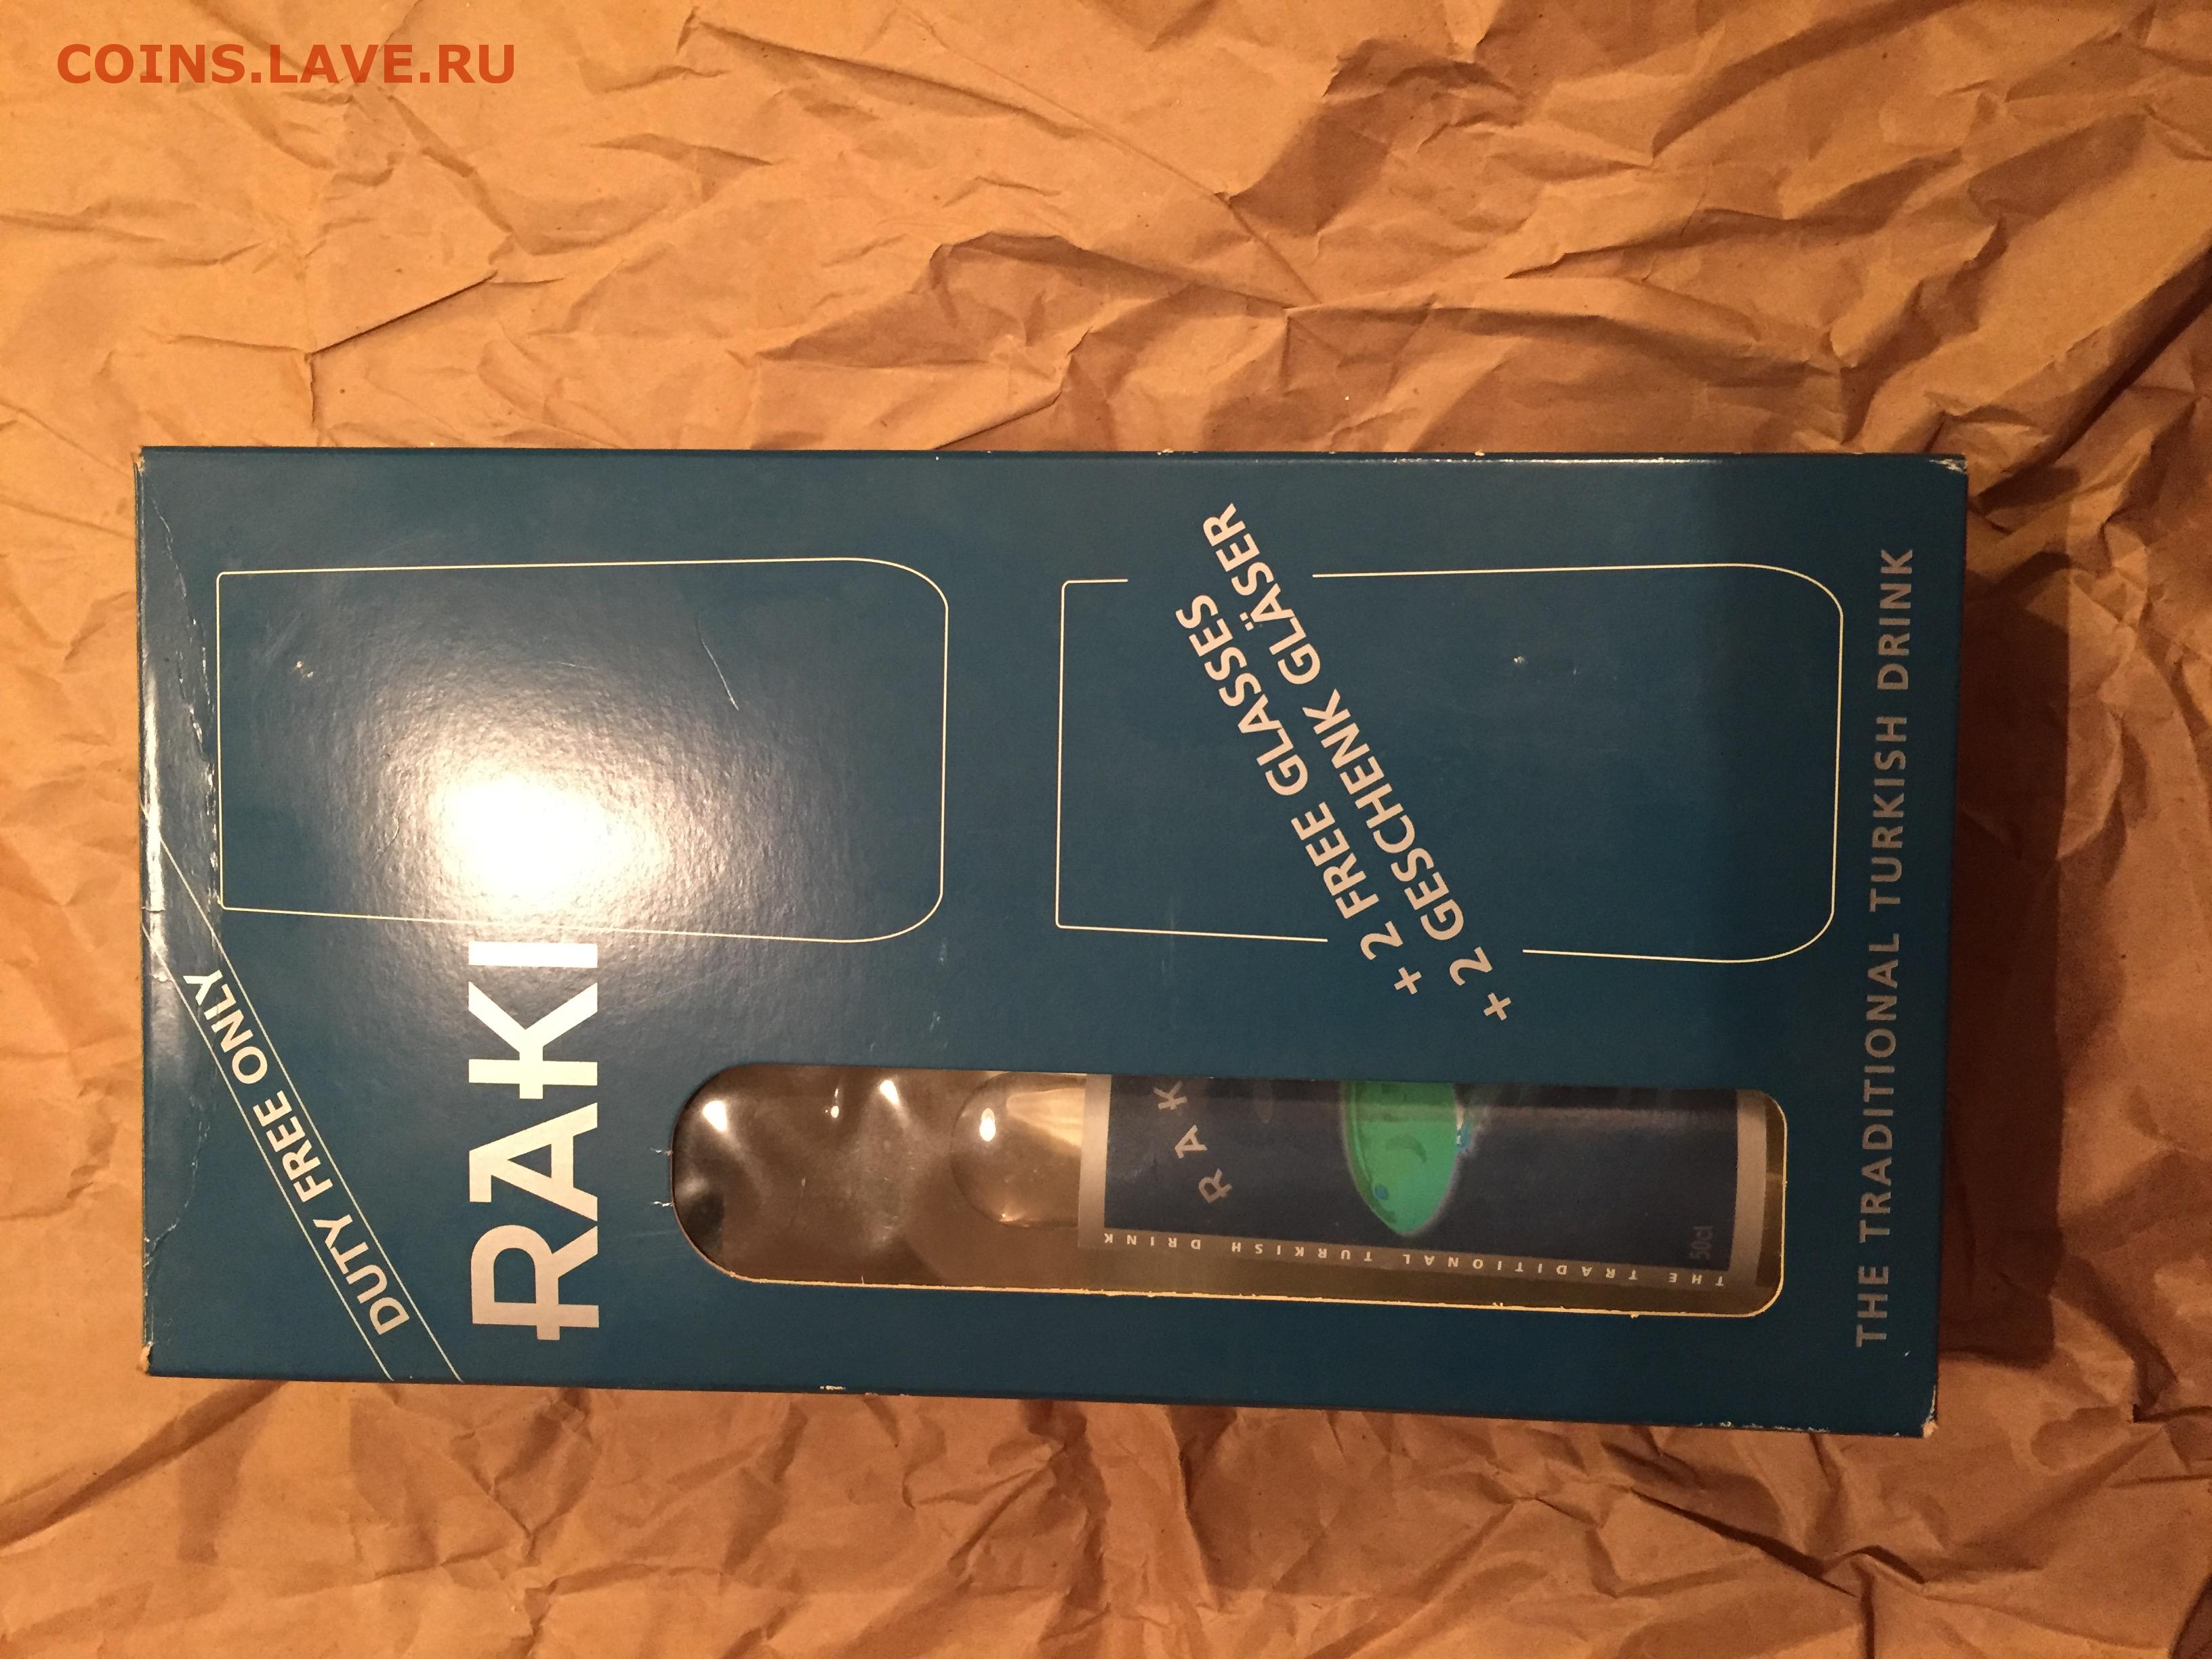 COINS.LAVE.RU
DUTY FREE ONLY
RAKI
+ 2 FREE GLASSES
+ 2 GESCHENK GLÄSER
RAK
THE TRADITIONAL TURKISH DRINK
50cl
THE TRADITIONAL TURKISH DRINK